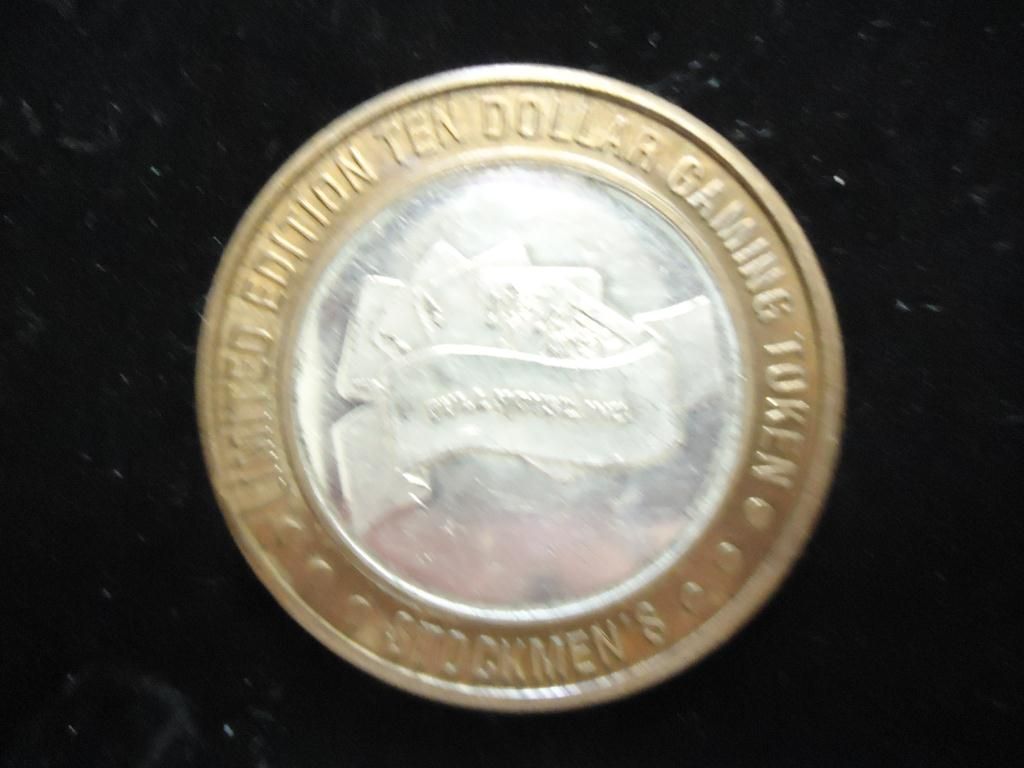 LIMITED EDITION TEN DOLLAR GAMING TOKEN
STOCKMEN'S